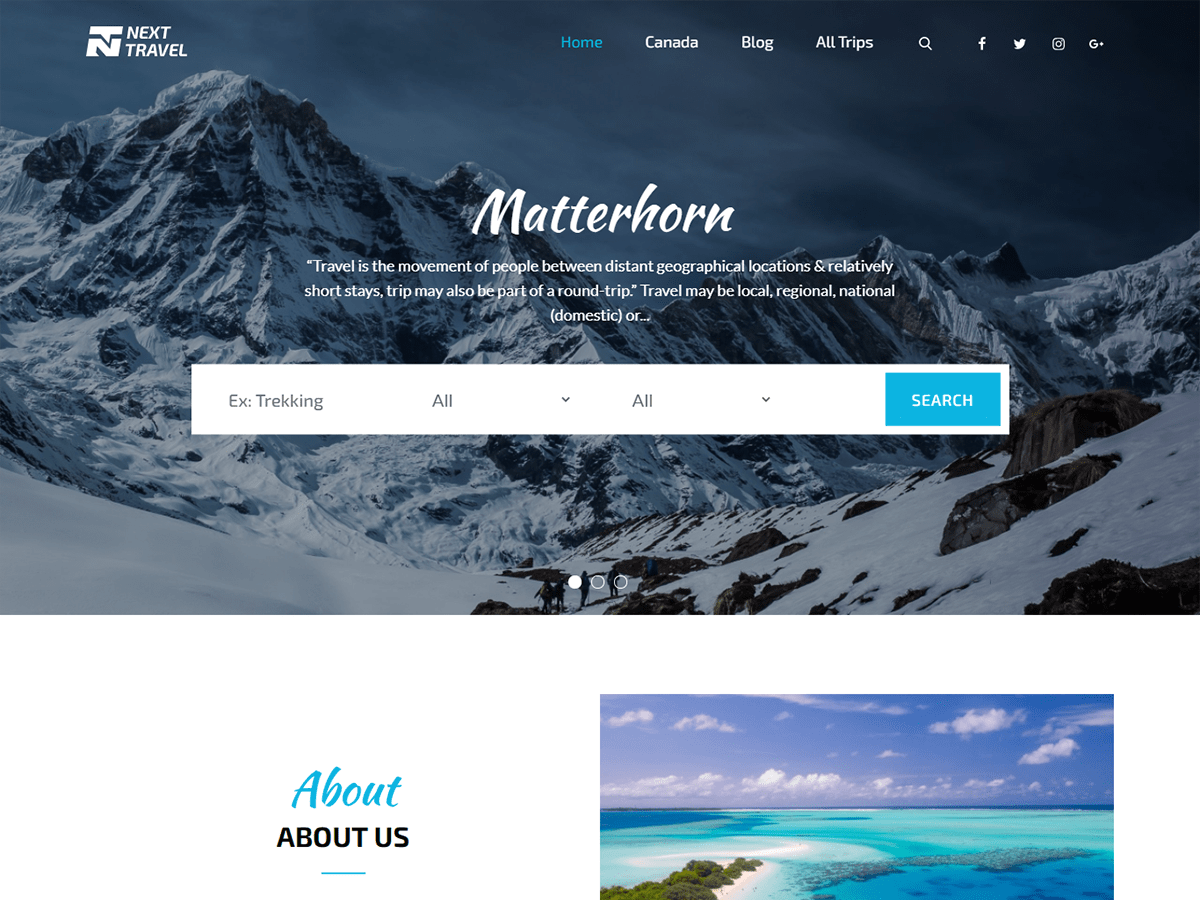 NEXT
TRAVEL
Home Canada Blog All Trips
Matterhorn
“Travel is the movement of people between distant geographical locations & relatively
short stays, trip may also be part of a round-trip.” Travel may be local, regional, national
(domestic) or...
Ex: Trekking All All SEARCH
About
ABOUT US